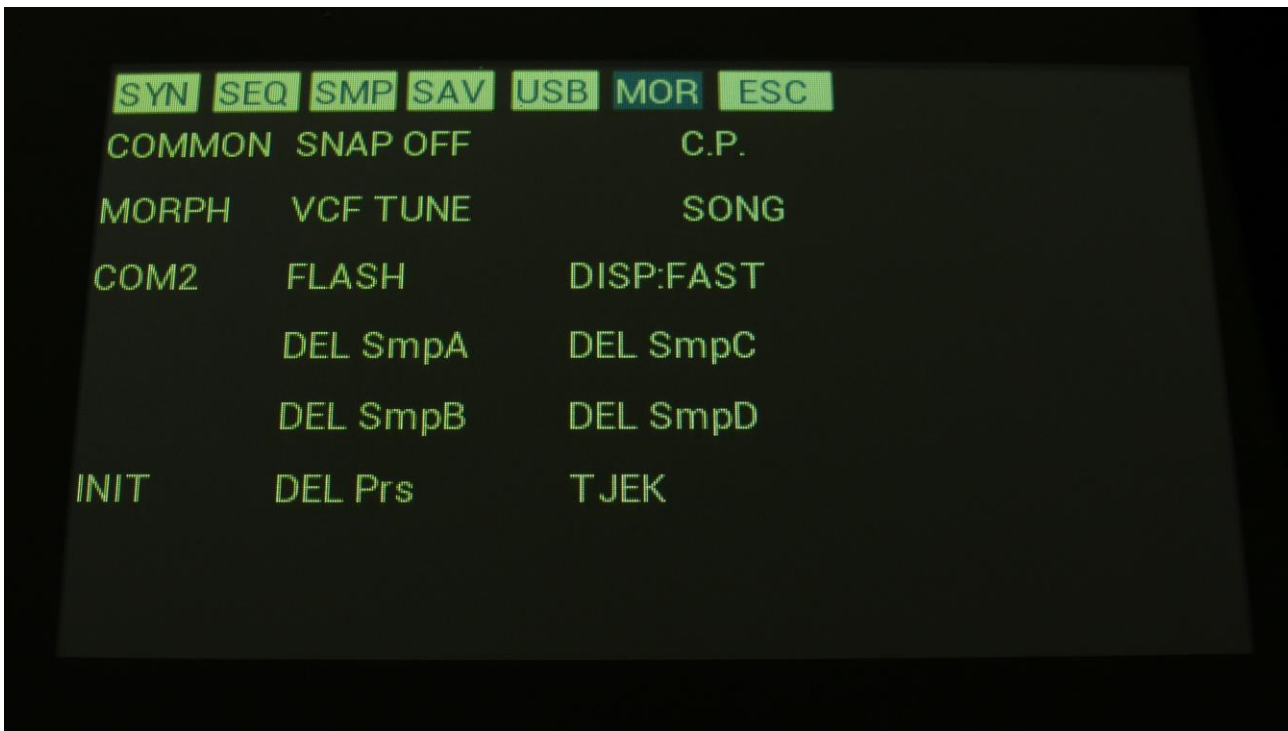 SYN SEQ SMP SAV USB MOR ESC
COMMON SNAP OFF C.P.
MORPH VCF TUNE SONG
COM2 FLASH DISP:FAST
DEL SmpA DEL SmpC
DEL SmpB DEL SmpD
INIT DEL Prs TJEK